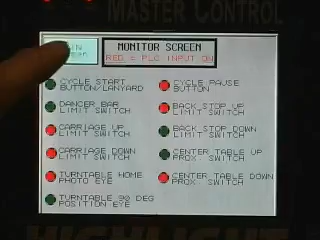 MASTER CONTROL
MONITOR SCREEN
RED = PLC INPUT ON
CYCLE START
BUTTON/LANYARD
CYCLE PAUSE
BUTTON
DANCER BAR
LIMIT SWITCH
BACK STOP UP
LIMIT SWITCH
CARRIAGE UP
LIMIT SWITCH
BACK STOP DOWN
LIMIT SWITCH
CARRIAGE DOWN
LIMIT SWITCH
CENTER TABLE UP
PROX. SWITCH
TURNTABLE HOME
PHOTO EYE
CENTER TABLE DOWN
PROX. SWITCH
TURNTABLE 90 DEG
POSITION EYE